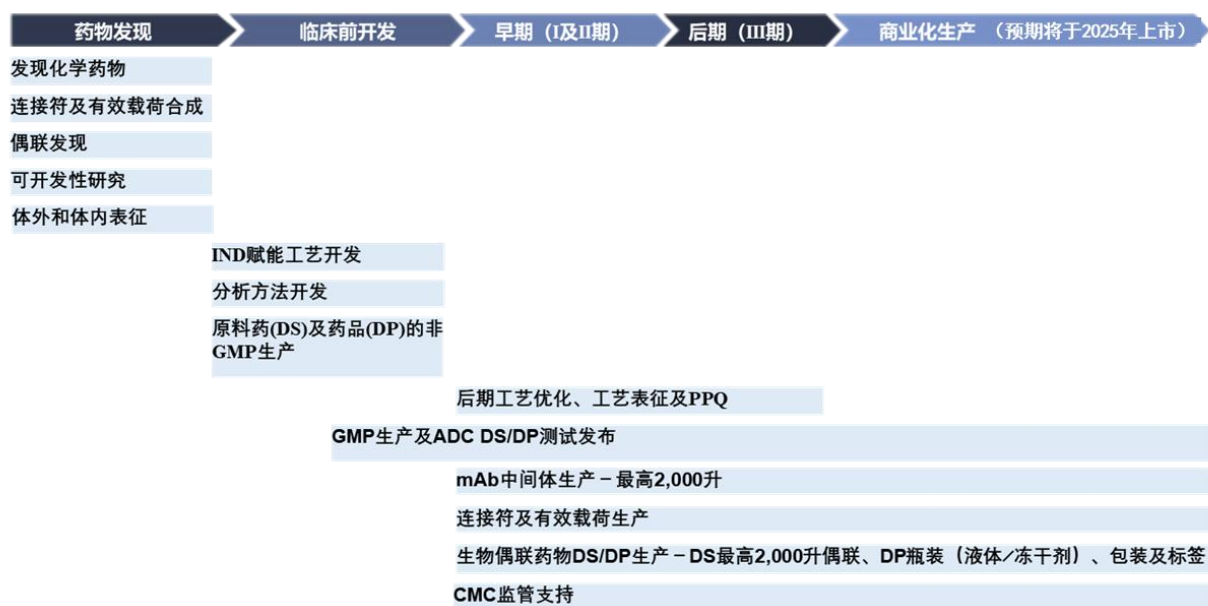 药物发现
临床前开发
早期（I及II期）
后期（III期）
商业化生产（预期将于2025年上市）
发现化学药物
连接符及有效载荷合成
偶联发现
可开发性研究
体外和体内表征
IND赋能工艺开发
分析方法开发
原料药(DS)及药品(DP)的非
GMP生产
后期工艺优化、工艺表征及PPQ
GMP生产及ADC DS/DP测试发布
mAb中间体生产－最高2,000升
连接符及有效载荷生产
生物偶联药物DS/DP生产－DS最高2,000升偶联、DP瓶装（液体／冻干剂）、包装及标签
CMC监管支持